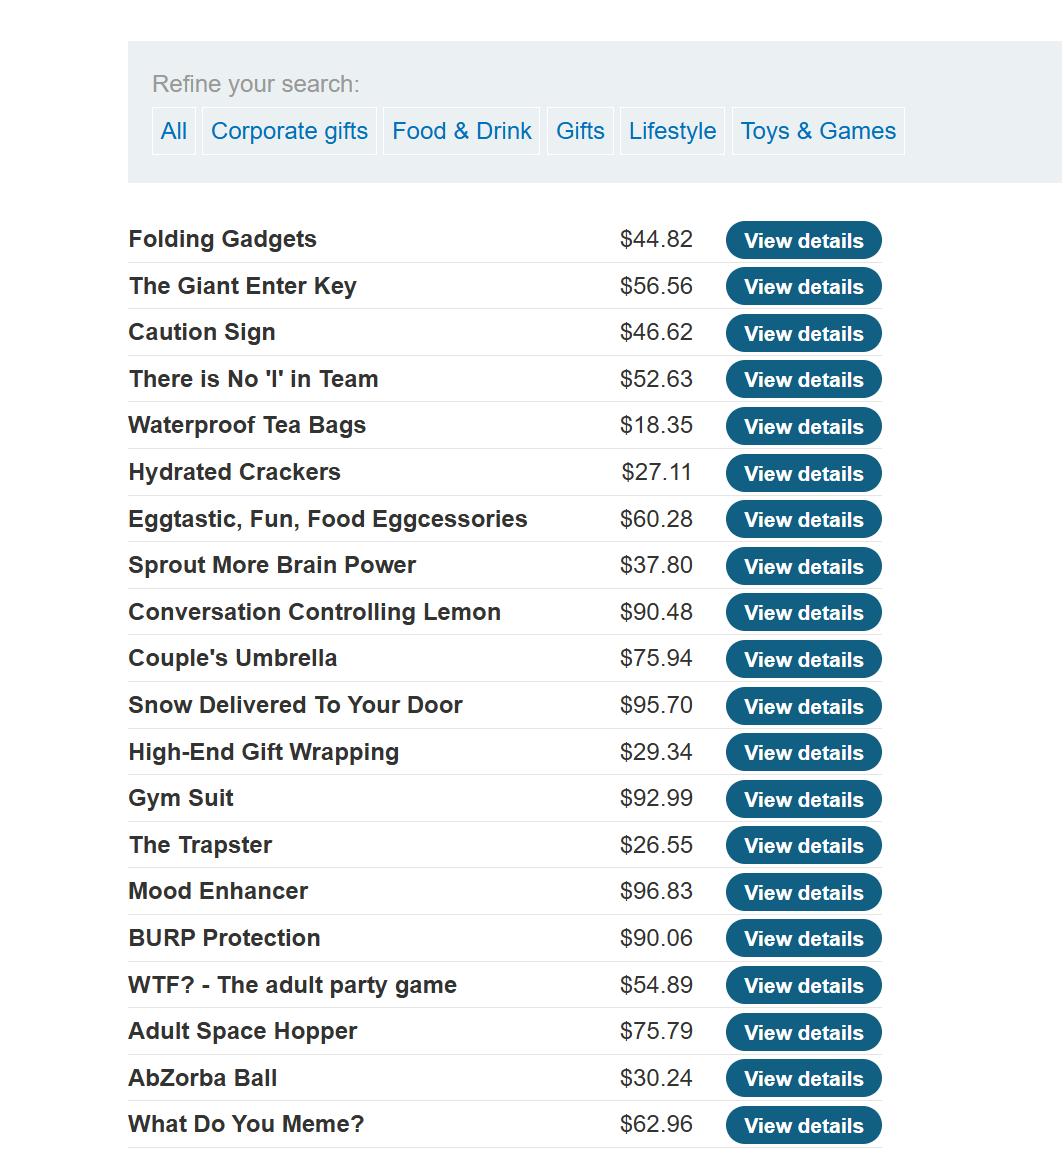 Refine your search:
All Corporate gifts Food & Drink Gifts Lifestyle Toys & Games
Folding Gadgets $44.82 View details
The Giant Enter Key $56.56 View details
Caution Sign $46.62 View details
There is No 'I' in Team $52.63 View details
Waterproof Tea Bags $18.35 View details
Hydrated Crackers $27.11 View details
Eggtastic, Fun, Food Eggcessories $60.28 View details
Sprout More Brain Power $37.80 View details
Conversation Controlling Lemon $90.48 View details
Couple's Umbrella $75.94 View details
Snow Delivered To Your Door $95.70 View details
High-End Gift Wrapping $29.34 View details
Gym Suit $92.99 View details
The Trapster $26.55 View details
Mood Enhancer $96.83 View details
BURP Protection $90.06 View details
WTF? - The adult party game $54.89 View details
Adult Space Hopper $75.79 View details
AbZorba Ball $30.24 View details
What Do You Meme? $62.96 View details